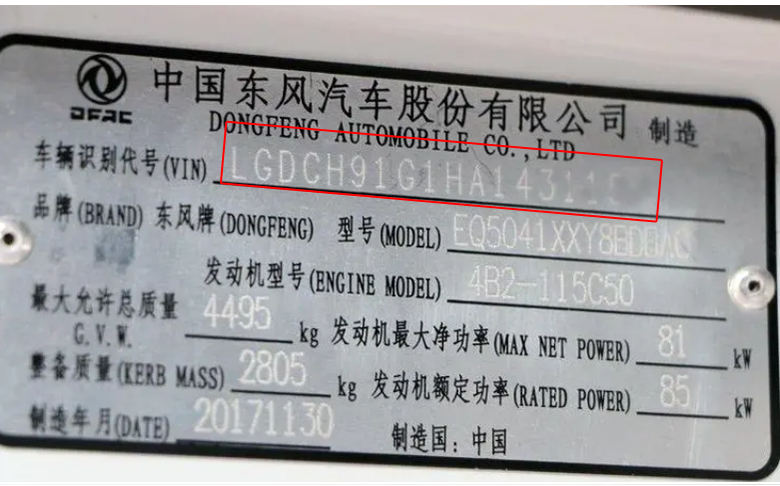 DFAC 中国东风汽车股份有限公司 制造
DONGFENG AUTOMOBILE CO.,LTD
车辆识别代号(VIN)
品牌(BRAND) 东风牌(DONGFENG) 型号(MODEL)
发动机型号(ENGINE MODEL) 4B2-115C50
最大允许总质量 G.V.W. 4495 kg 发动机最大净功率(MAX NET POWER) 81 kW
整备质量(KERB MASS) 2805 kg 发动机额定功率(RATED POWER) 85 kW
制造年月(DATE) 20171130 制造国: 中国